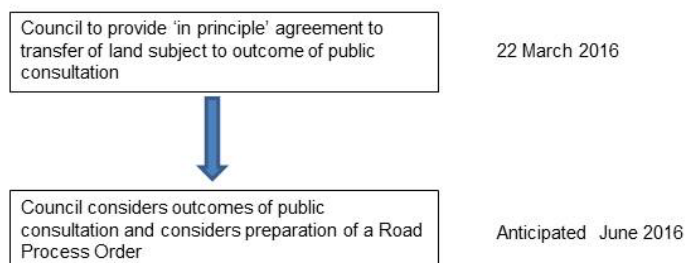 Council to provide ‘in principle’ agreement to
transfer of land subject to outcome of public
consultation
22 March 2016
Council considers outcomes of public
consultation and considers preparation of a Road
Process Order
Anticipated June 2016